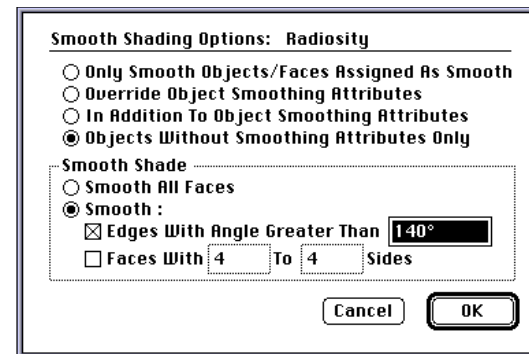 Smooth Shading Options: Radiosity
Only Smooth Objects/Faces Assigned As Smooth
Override Object Smoothing Attributes
In Addition To Object Smoothing Attributes
Objects Without Smoothing Attributes Only
Smooth Shade
Smooth All Faces
Smooth :
Edges With Angle Greater Than 140°
Faces With 4 To 4 Sides
Cancel OK